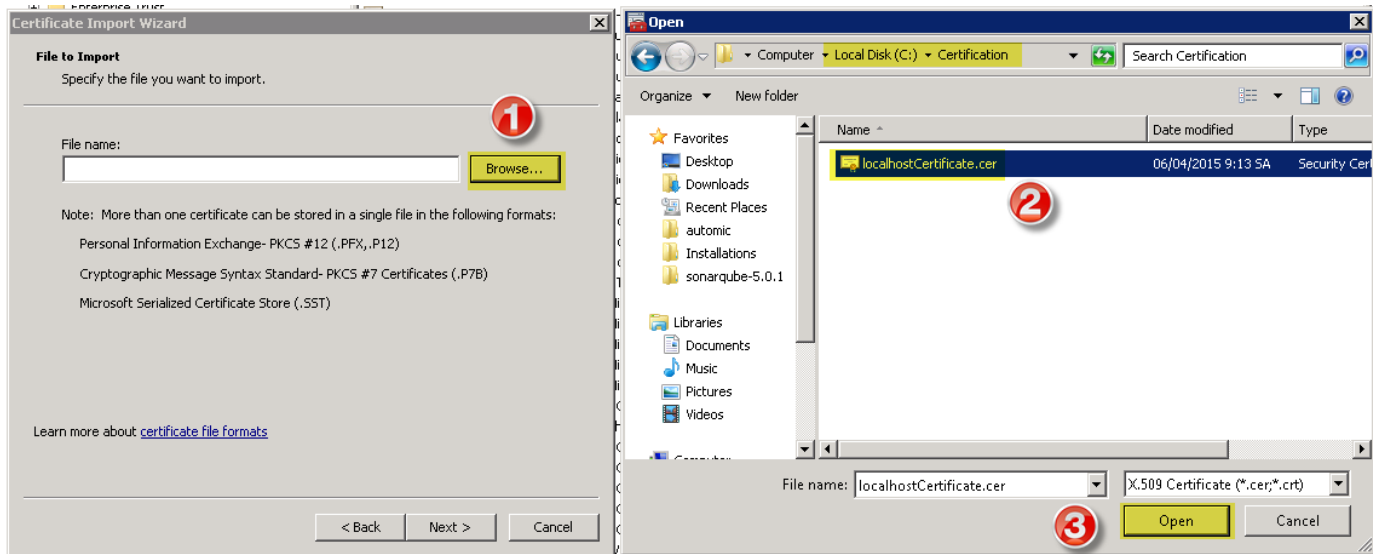 Enterprise Trust
Certificate Import Wizard
File to Import
Specify the file you want to import.
1
File name:
Browse...
Note: More than one certificate can be stored in a single file in the following formats:
Personal Information Exchange- PKCS #12 (.PFX,.P12)
Cryptographic Message Syntax Standard- PKCS #7 Certificates (.P7B)
Microsoft Serialized Certificate Store (.SST)
Learn more about certificate file formats
< Back Next > Cancel
Open
Computer Local Disk (C:) Certification Search Certification
Organize New folder
Name Date modified Type
localhostCertificate.cer 06/04/2015 9:13 SA Security Cert
2
Favorites
Desktop
Downloads
Recent Places
automic
Installations
sonarqube-5.0.1
Libraries
Documents
Music
Pictures
Videos
Computer
File name: localhostCertificate.cer X.509 Certificate (*.cer;*.crt)
3
Open Cancel